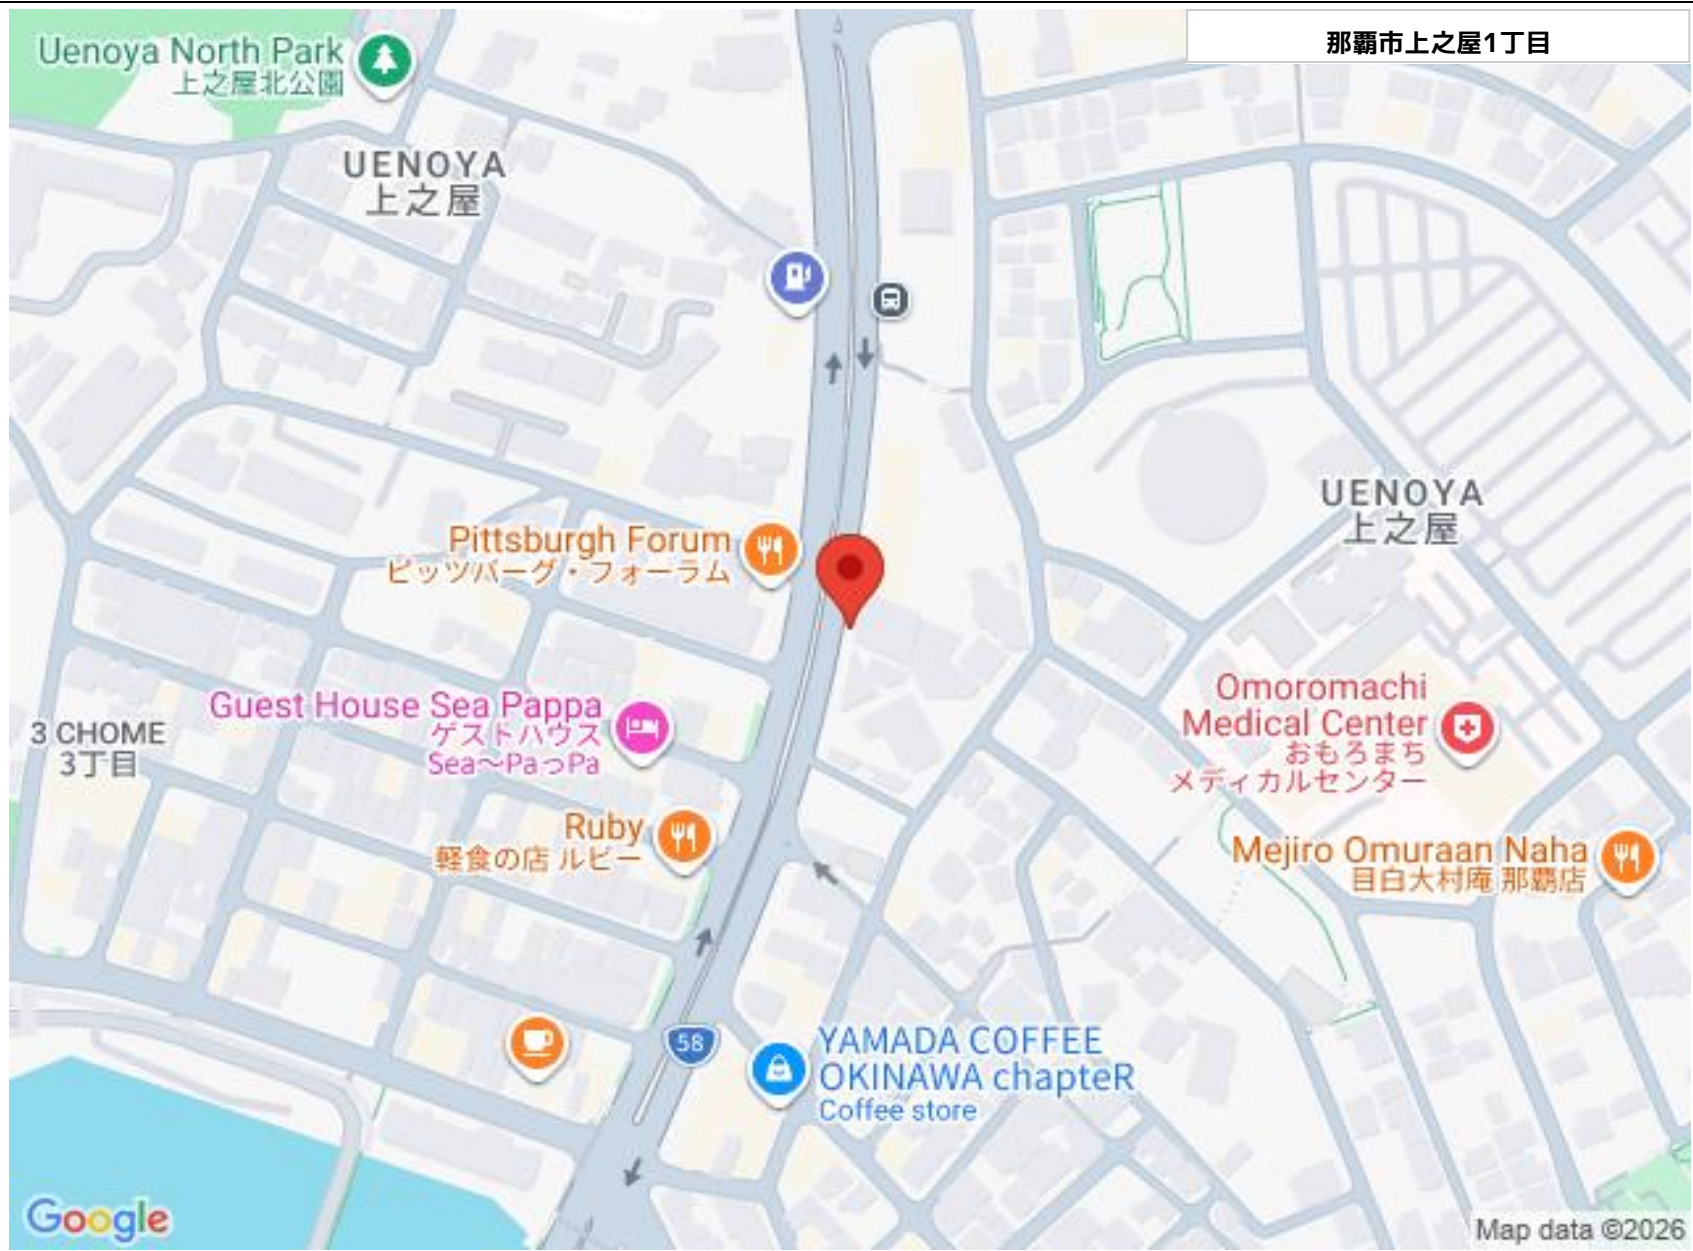 那覇市上之屋1丁目
Uenoya North Park
上之屋北公園
UENOYA
上之屋
UENOYA
上之屋
Pittsburgh Forum
ピッツバーグ・フォーラム
Guest House Sea Pappa
ゲストハウス
Sea〜PaっPa
3 CHOME
3丁目
Omoromachi
Medical Center
おもろまち
メディカルセンター
Ruby
軽食の店 ルビー
Mejiro Omuraan Naha
目白大村庵 那覇店
58
YAMADA COFFEE
OKINAWA chapteR
Coffee store
Google
Map data ©2026